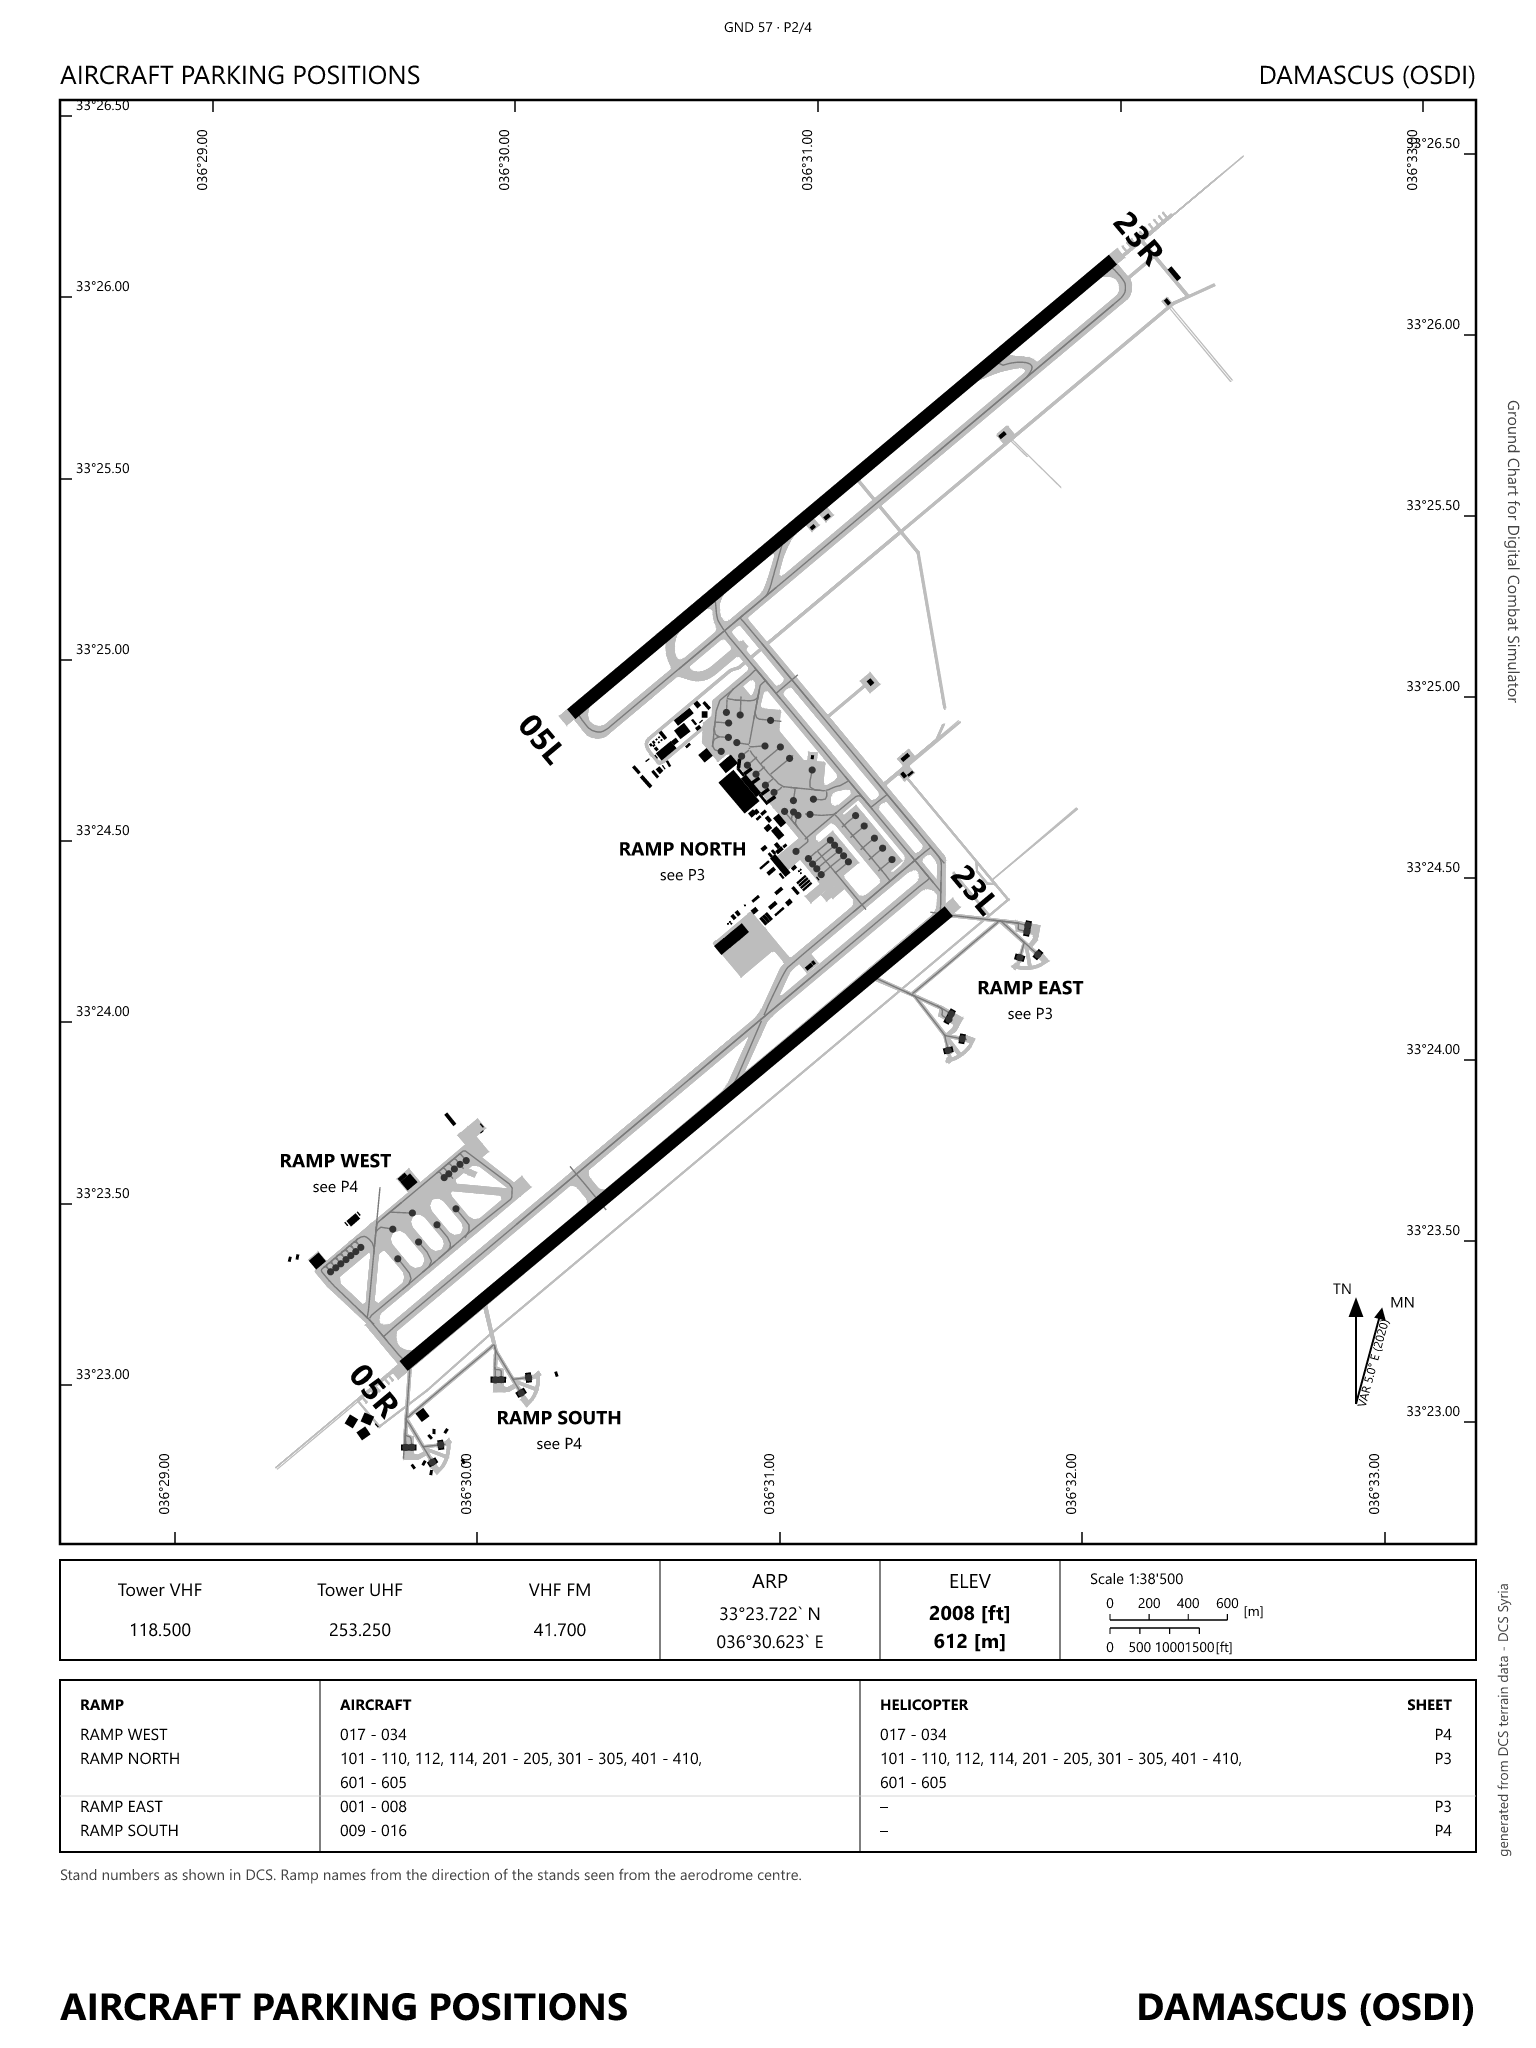 GND 57 · P2/4
AIRCRAFT PARKING POSITIONS
DAMASCUS (OSDI)
33°26.50
036°29.00
036°30.00
036°31.00
036°33.00
33°26.50
23R
33°26.00
33°26.00
33°25.50
33°25.50
Ground Chart for Digital Combat Simulator
33°25.00
33°25.00
05L
33°24.50
RAMP NORTH
see P3
33°24.50
23L
RAMP EAST
see P3
33°24.00
33°24.00
RAMP WEST
see P4
33°23.50
33°23.50
TN
MN
VAR 5.0° E (2020)
33°23.00
33°23.00
05R
RAMP SOUTH
see P4
036°29.00
036°30.00
036°31.00
036°32.00
036°33.00
Tower VHF
118.500
Tower UHF
253.250
VHF FM
41.700
ARP
33°23.722` N
036°30.623` E
ELEV
2008 [ft]
612 [m]
Scale 1:38'500
0 200 400 600 [m]
0 500 1000 1500 [ft]
generated from DCS terrain data - DCS Syria
RAMP AIRCRAFT HELICOPTER SHEET
RAMP WEST 017 - 034 017 - 034 P4
RAMP NORTH 101 - 110, 112, 114, 201 - 205, 301 - 305, 401 - 410, 101 - 110, 112, 114, 201 - 205, 301 - 305, 401 - 410, P3
601 - 605 601 - 605
RAMP EAST 001 - 008 – P3
RAMP SOUTH 009 - 016 – P4
Stand numbers as shown in DCS. Ramp names from the direction of the stands seen from the aerodrome centre.
AIRCRAFT PARKING POSITIONS
DAMASCUS (OSDI)